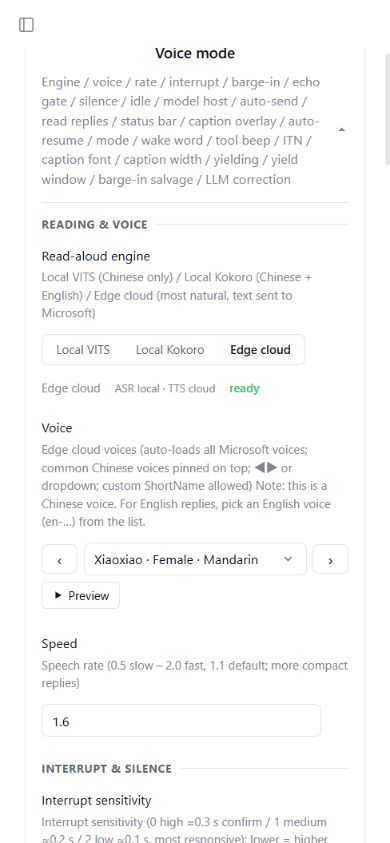 Voice mode
Engine / voice / rate / interrupt / barge-in / echo
gate / silence / idle / model host / auto-send /
read replies / status bar / caption overlay / auto-
resume / mode / wake word / tool beep / ITN /
caption font / caption width / yielding / yield
window / barge-in salvage / LLM correction
READING & VOICE
Read-aloud engine
Local VITS (Chinese only) / Local Kokoro (Chinese +
English) / Edge cloud (most natural, text sent to
Microsoft)
Local VITS Local Kokoro Edge cloud
Edge cloud ASR local · TTS cloud ready
Voice
Edge cloud voices (auto-loads all Microsoft voices;
common Chinese voices pinned on top; ◀▶ or
dropdown; custom ShortName allowed) Note: this is a
Chinese voice. For English replies, pick an English voice
(en-...) from the list.
‹ Xiaoxiao · Female · Mandarin ›
▶ Preview
Speed
Speech rate (0.5 slow – 2.0 fast, 1.1 default; more compact
replies)
1.6
INTERRUPT & SILENCE
Interrupt sensitivity
Interrupt sensitivity (0 high ≈0.3 s confirm / 1 medium
≈0.2 s / 2 low ≈0.1 s, most responsive); lower = higher